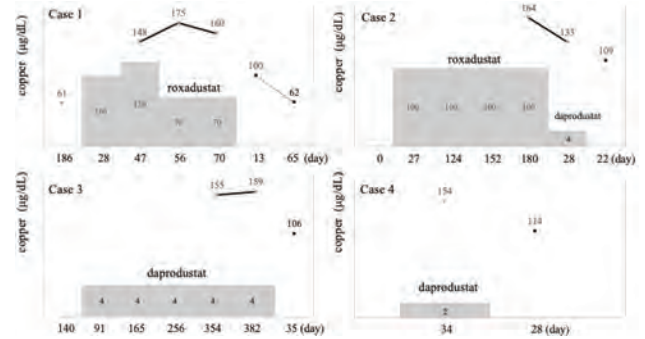 Case 1
copper (µg/dL)
61
148
175
160
62
roxadustat
100
70
70
186 28 47 56 70 13 65 (day)
Case 2
copper (µg/dL)
164
135
109
roxadustat
daprodustat
100 100 100 100
4
0 27 124 152 180 28 22 (day)
Case 3
copper (µg/dL)
155
159
106
daprodustat
4 4 4 4 4
140 91 165 256 354 382 35 (day)
Case 4
copper (µg/dL)
154
114
daprodustat
2
34 28 (day)